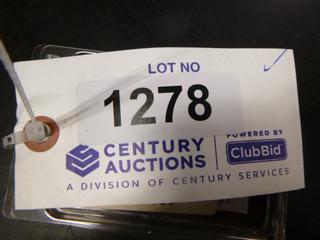 LOT NO
1278
CENTURY
AUCTIONS
POWERED BY
ClubBid
A DIVISION OF CENTURY SERVICES